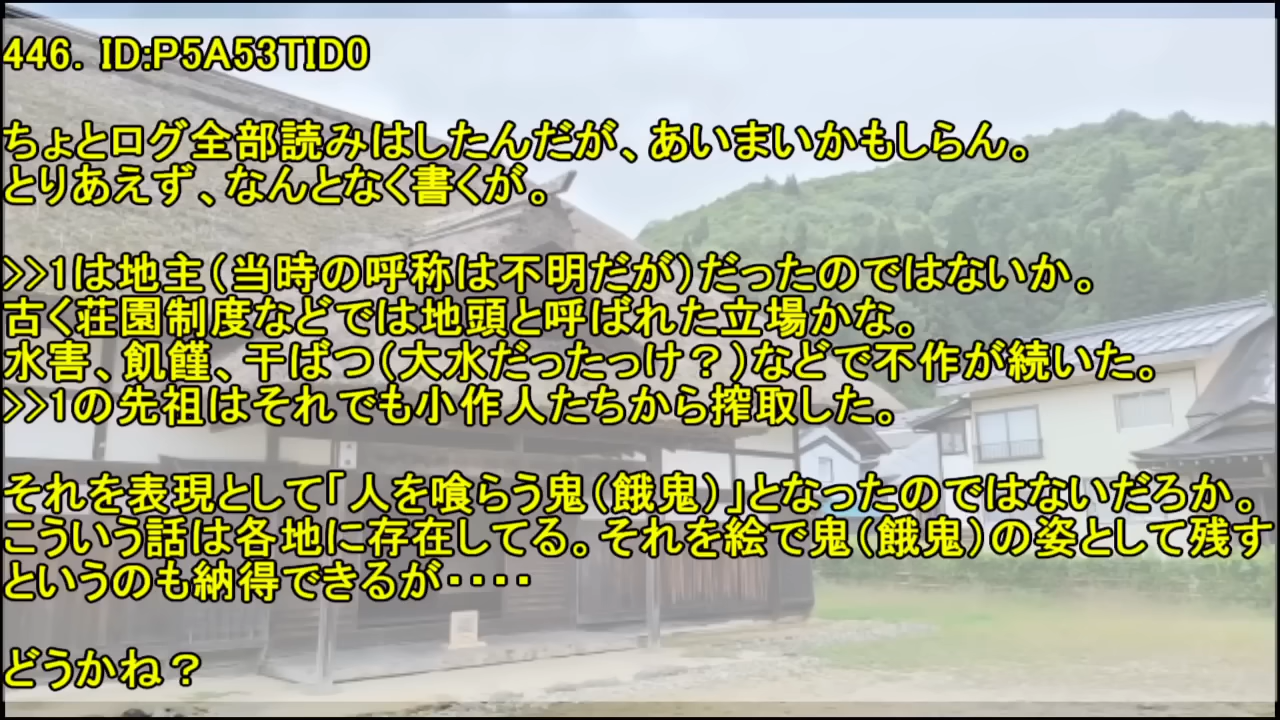 446. ID:P5A53TID0
ちょとログ全部読みはしたんだが、あいまいかもしらん。
とりあえず、なんとなく書くが。
>>1は地主（当時の呼称は不明だが）だったのではないか。
古く荘園制度などでは地頭と呼ばれた立場かな。
水害、飢饉、干ばつ（大水だったっけ？）などで不作が続いた。
>>1の先祖はそれでも小作人たちから搾取した。
それを表現として「人を喰らう鬼（餓鬼）」となったのではないだろか。
こういう話は各地に存在してる。それを絵で鬼（餓鬼）の姿として残す
というのも納得できるが・・・・
どうかね？